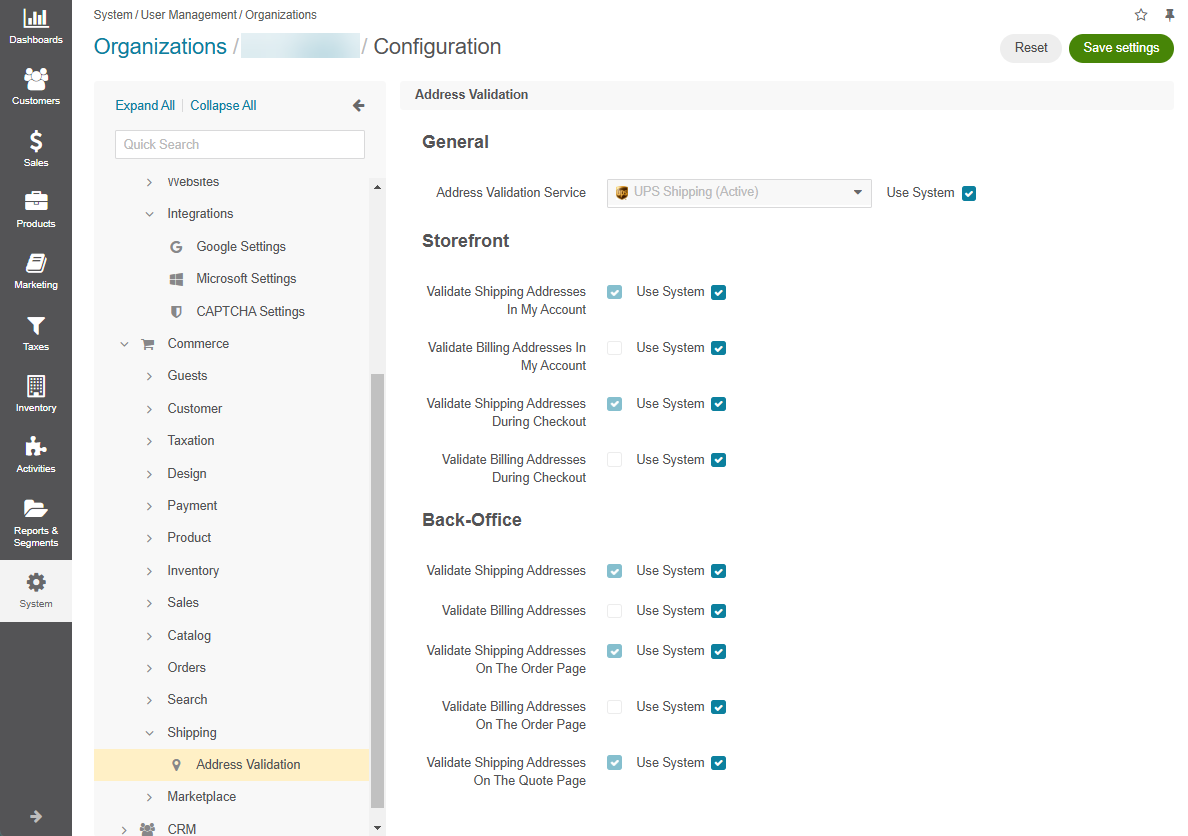 Dashboards
Customers
Sales
Products
Marketing
Taxes
Inventory
Activities
Reports &
Segments
System
System / User Management / Organizations
Organizations / / Configuration
Reset
Save settings
Expand All | Collapse All
Quick Search
Websites
Integrations
Google Settings
Microsoft Settings
CAPTCHA Settings
Commerce
Guests
Customer
Taxation
Design
Payment
Product
Inventory
Sales
Catalog
Orders
Search
Shipping
Address Validation
Marketplace
CRM
Address Validation
General
Address Validation Service ups UPS Shipping (Active) Use System
Storefront
Validate Shipping Addresses Use System
In My Account
Validate Billing Addresses In Use System
My Account
Validate Shipping Addresses Use System
During Checkout
Validate Billing Addresses Use System
During Checkout
Back-Office
Validate Shipping Addresses Use System
Validate Billing Addresses Use System
Validate Shipping Addresses Use System
On The Order Page
Validate Billing Addresses Use System
On The Order Page
Validate Shipping Addresses Use System
On The Quote Page